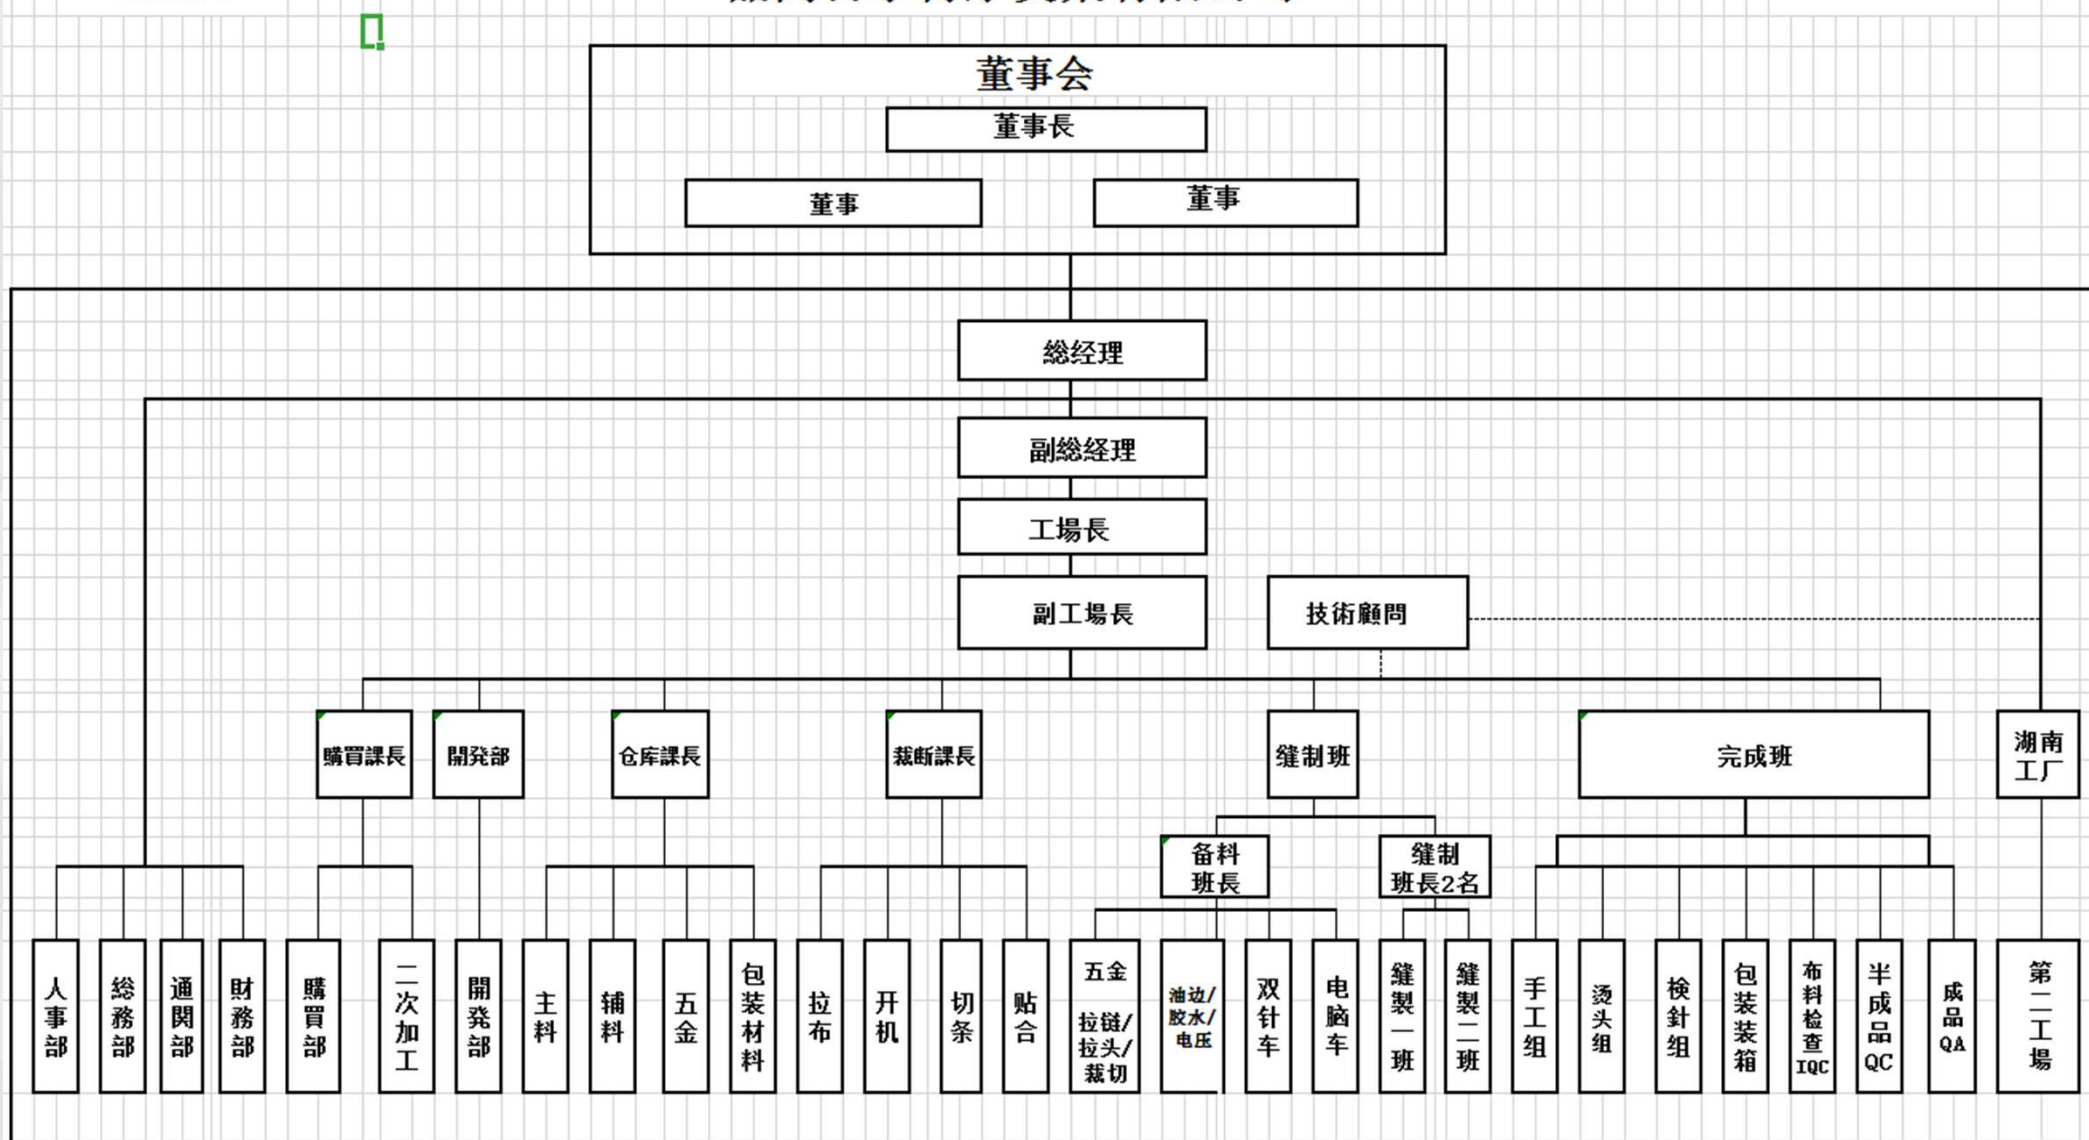 董事会
董事長
董事
董事
総经理
副総経理
工場長
副工場長
技術顧問
購買課長
開発部
仓库課長
裁断課長
缝制班
完成班
湖南
工厂
备料
班長
缝制
班長2名
人事部
総務部
通関部
財務部
購買部
二次加工
開発部
主料
辅料
五金
包装材料
拉布
开机
切条
贴合
五金
拉链/
拉头/
裁切
油边/
胶水/
电压
双针车
电脑车
縫製一班
縫製二班
手工组
烫头组
検針组
包装装箱
布料检查IQC
半成品QC
成品QA
第二工場